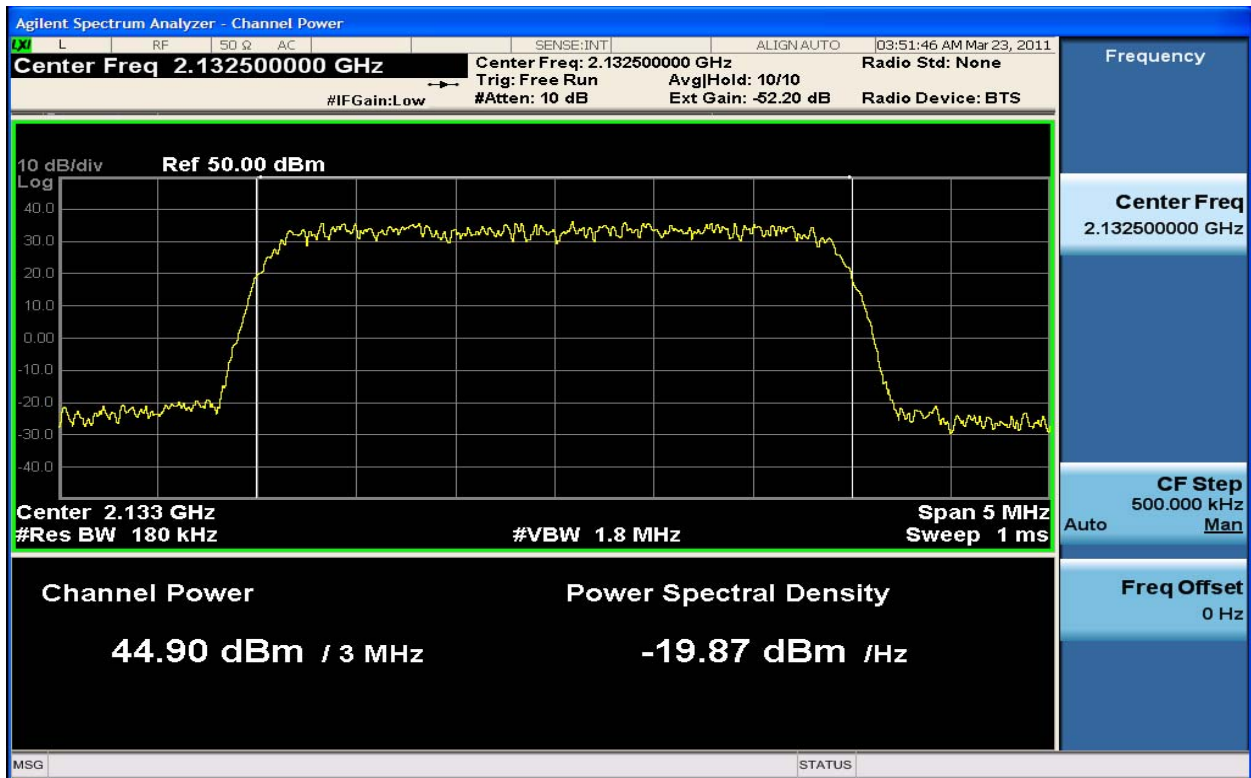 Agilent Spectrum Analyzer - Channel Power
LXI L RF 50 Ω AC SENSE:INT ALIGN AUTO 03:51:46 AM Mar 23, 2011
Center Freq 2.132500000 GHz
Center Freq: 2.132500000 GHz Radio Std: None
Trig: Free Run Avg|Hold: 10/10
#IFGain:Low #Atten: 10 dB Ext Gain: -52.20 dB Radio Device: BTS
10 dB/div Ref 50.00 dBm
Log
40.0
30.0
20.0
10.0
0.00
-10.0
-20.0
-30.0
-40.0
Center 2.133 GHz Span 5 MHz
#Res BW 180 kHz #VBW 1.8 MHz Sweep 1 ms
Channel Power Power Spectral Density
44.90 dBm / 3 MHz -19.87 dBm /Hz
MSG STATUS
Frequency
Center Freq
2.132500000 GHz
CF Step
500.000 kHz
Auto Man
Freq Offset
0 Hz